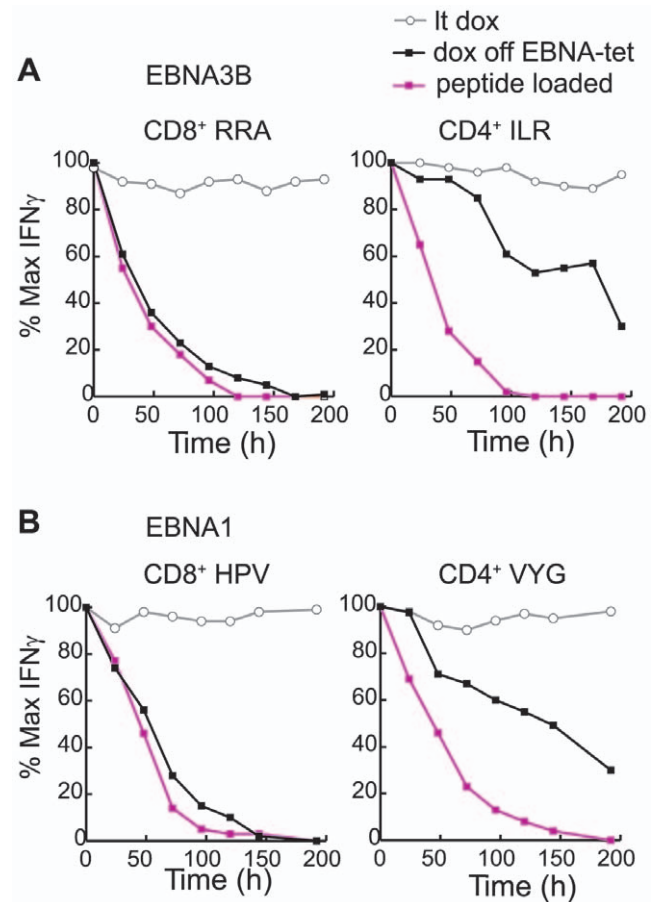 lt dox
dox off EBNA-tet
peptide loaded
A
EBNA3B
CD8⁺ RRA
CD4⁺ ILR
% Max IFNγ
100
80
60
40
20
0
0 50 100 150 200
Time (h)
100
80
60
40
20
0
0 50 100 150 200
Time (h)
B
EBNA1
CD8⁺ HPV
CD4⁺ VYG
% Max IFNγ
100
80
60
40
20
0
0 50 100 150 200
Time (h)
100
80
60
40
20
0
0 50 100 150 200
Time (h)